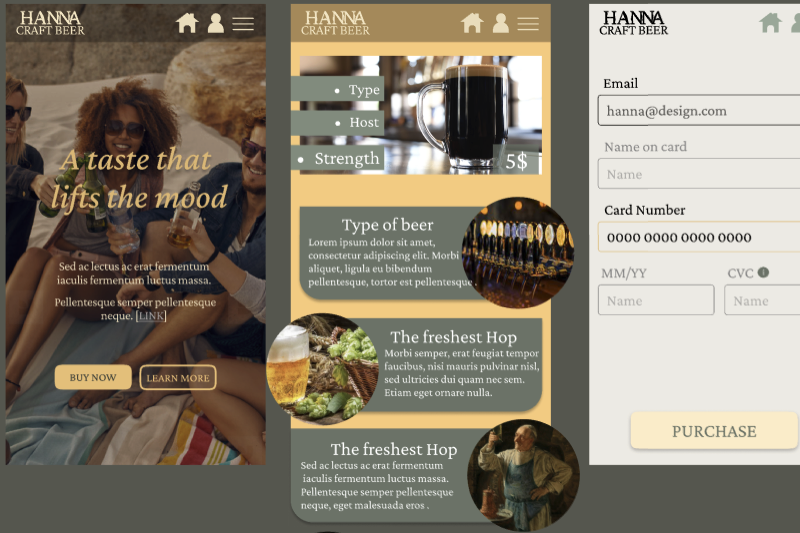 HANNA
CRAFT BEER
A taste that
lifts the mood
Sed ac lectus ac erat fermentum
iaculis fermentum luctus massa.
Pellentesque semper pellentesque
neque. [LINK]
BUY NOW
LEARN MORE
HANNA
CRAFT BEER
• Type
• Host
• Strength
5$
Type of beer
Lorem ipsum dolor sit amet,
consectetur adipiscing elit. Morbi
aliquet, ligula eu bibendum
pellentesque, tortor est pellentesque.
The freshest Hop
Morbi semper, erat feugiat tempor
faucibus, nisi mauris pulvinar nisl,
sed ultricies dui quam nec sem.
Etiam eget ornare nulla.
The freshest Hop
Sed ac lectus ac erat fermentum
iaculis fermentum luctus massa.
Pellentesque semper pellentesque
neque, eget malesuada eros .
HANNA
CRAFT BEER
Email
hanna@design.com
Name on card
Name
Card Number
0000 0000 0000 0000
MM/YY
CVC
Name
Name
PURCHASE